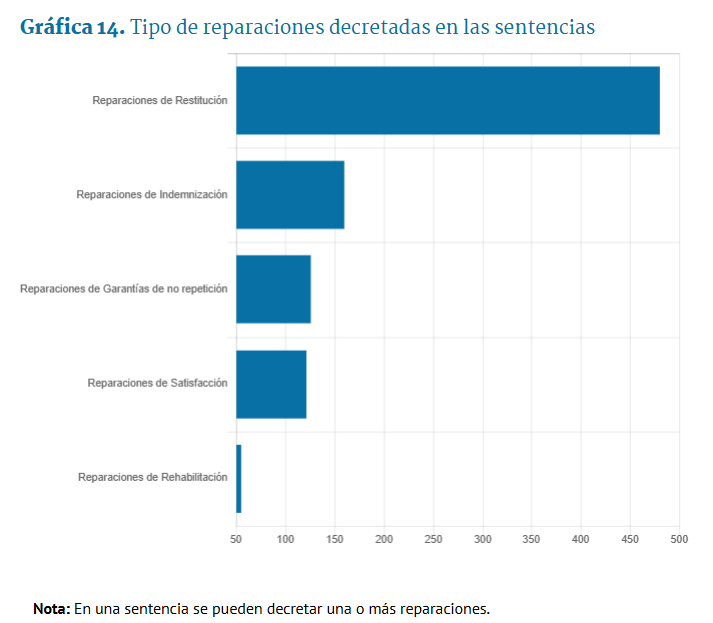 Gráfica 14. Tipo de reparaciones decretadas en las sentencias
Reparaciones de Restitución
Reparaciones de Indemnización
Reparaciones de Garantías de no repetición
Reparaciones de Satisfacción
Reparaciones de Rehabilitación
50 100 150 200 250 300 350 400 450 500
Nota: En una sentencia se pueden decretar una o más reparaciones.